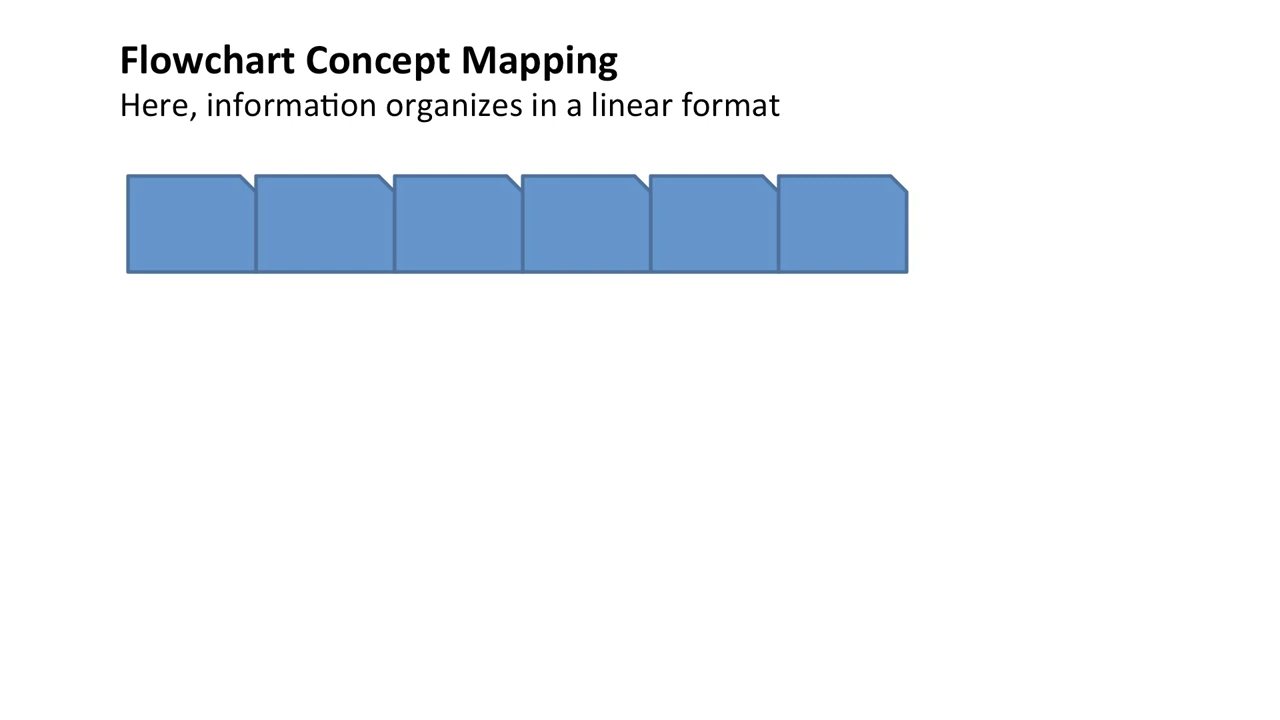 Flowchart Concept Mapping
Here, information organizes in a linear format